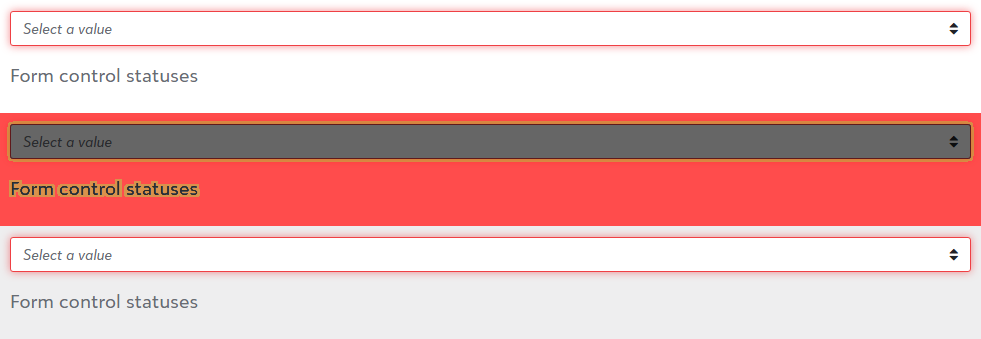 Select a value
Form control statuses
Select a value
Form control statuses
Select a value
Form control statuses